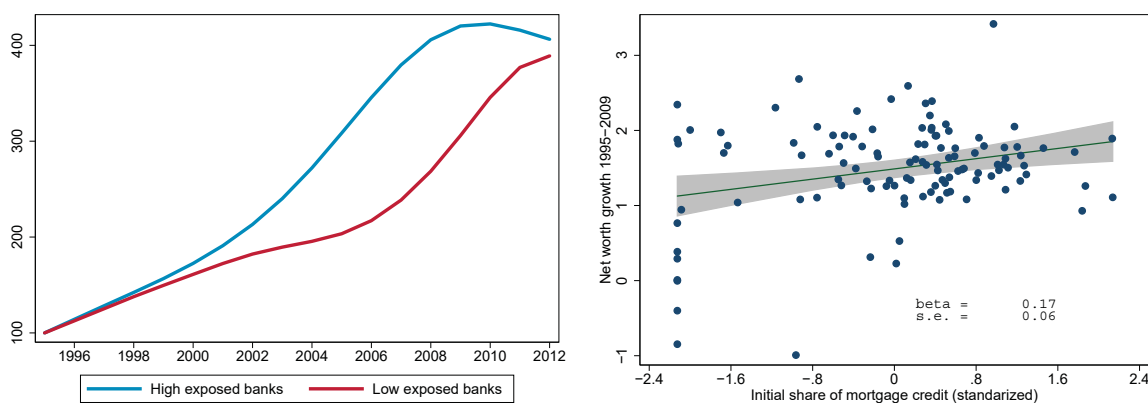 400
300
200
100
1996 1998 2000 2002 2004 2006 2008 2010 2012
High exposed banks Low exposed banks
Net worth growth 1995−2009
3
2
1
0
−1
beta = 0.17
s.e. = 0.06
−2.4 −1.6 −.8 0 .8 1.6 2.4
Initial share of mortgage credit (standarized)